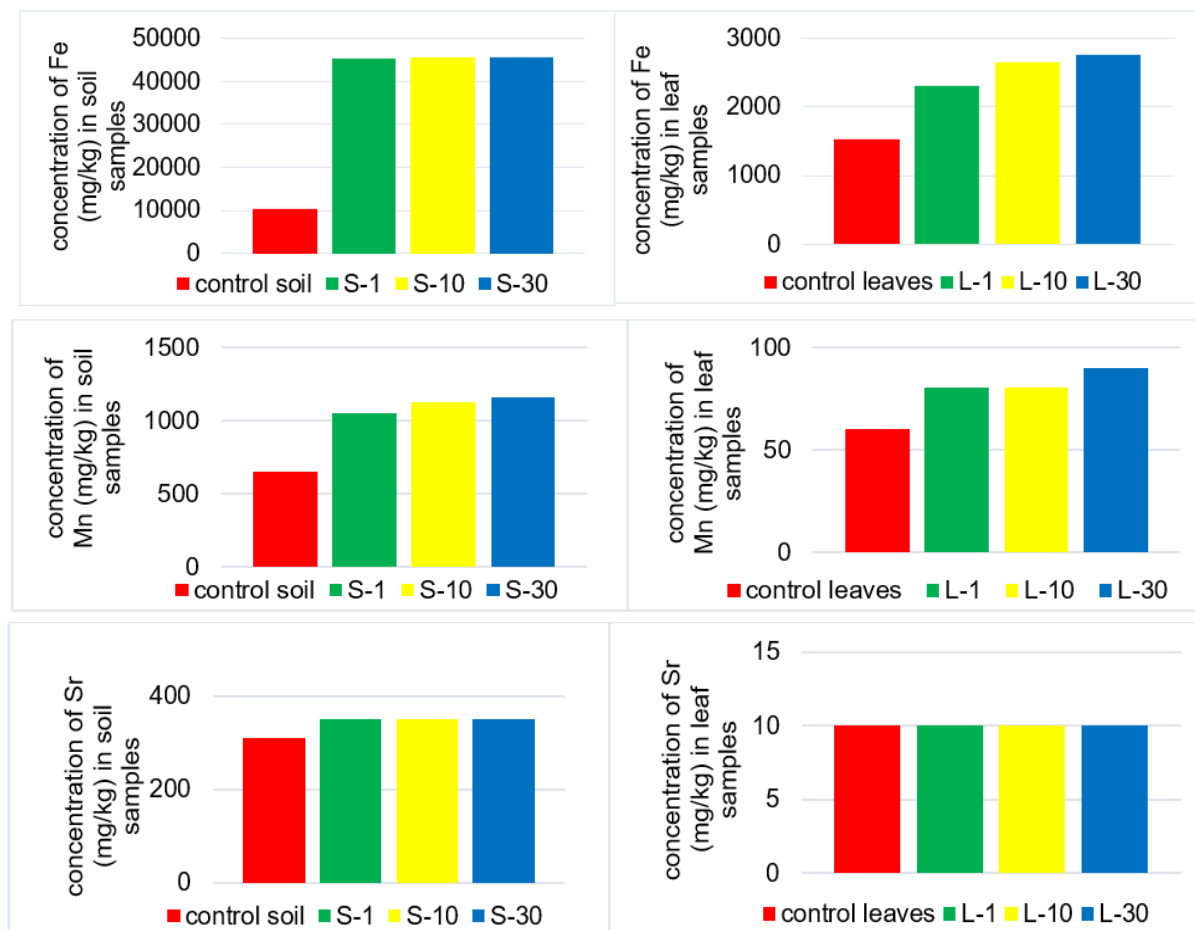 concentration of Fe
(mg/kg) in soil
samples
50000
40000
30000
20000
10000
0
control soil S-1 S-10 S-30
concentration of Fe
(mg/kg) in leaf
samples
3000
2000
1000
0
control leaves L-1 L-10 L-30
concentration of
Mn (mg/kg) in soil
samples
1500
1000
500
0
control soil S-1 S-10 S-30
concentration of
Mn (mg/kg) in leaf
samples
100
50
0
control leaves L-1 L-10 L-30
concentration of Sr
(mg/kg) in soil
samples
400
200
0
control soil S-1 S-10 S-30
concentration of Sr
(mg/kg) in leaf
samples
15
10
5
0
control leaves L-1 L-10 L-30